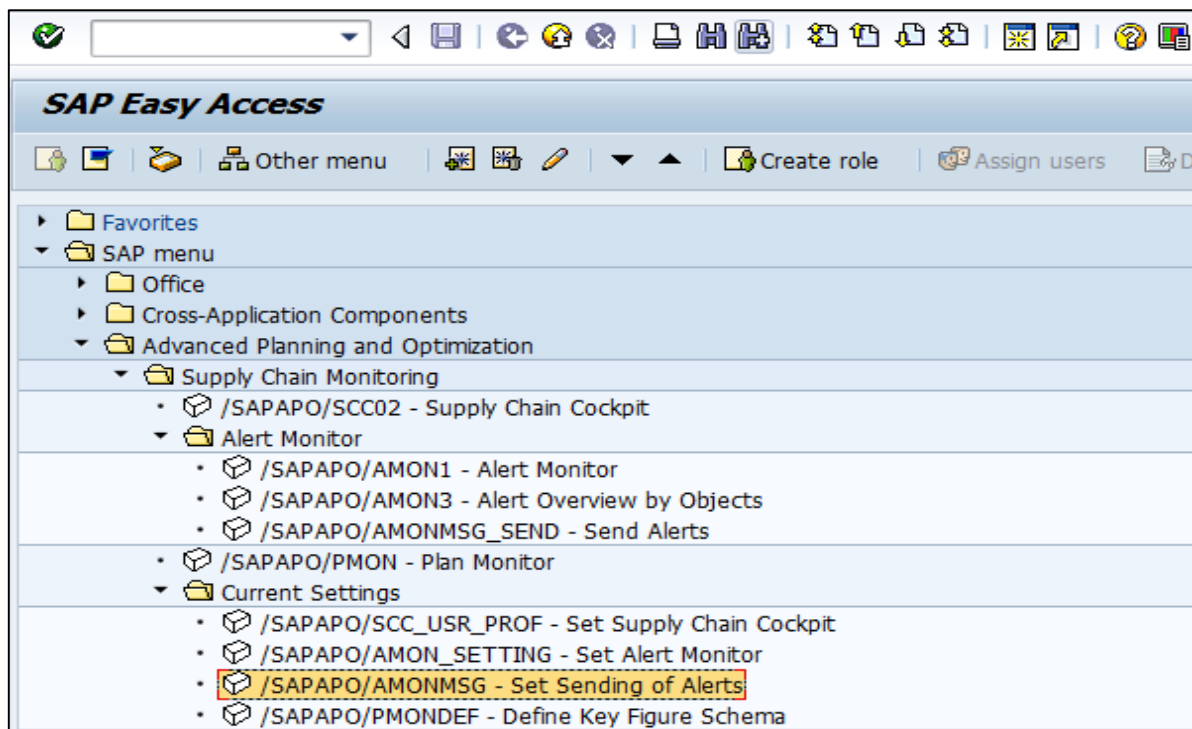 SAP Easy Access
Other menu Create role Assign users D
Favorites
SAP menu
Office
Cross-Application Components
Advanced Planning and Optimization
Supply Chain Monitoring
/SAPAPO/SCC02 - Supply Chain Cockpit
Alert Monitor
/SAPAPO/AMON1 - Alert Monitor
/SAPAPO/AMON3 - Alert Overview by Objects
/SAPAPO/AMONMSG_SEND - Send Alerts
/SAPAPO/PMON - Plan Monitor
Current Settings
/SAPAPO/SCC_USR_PROF - Set Supply Chain Cockpit
/SAPAPO/AMON_SETTING - Set Alert Monitor
/SAPAPO/AMONMSG - Set Sending of Alerts
/SAPAPO/PMONDEF - Define Key Figure Schema